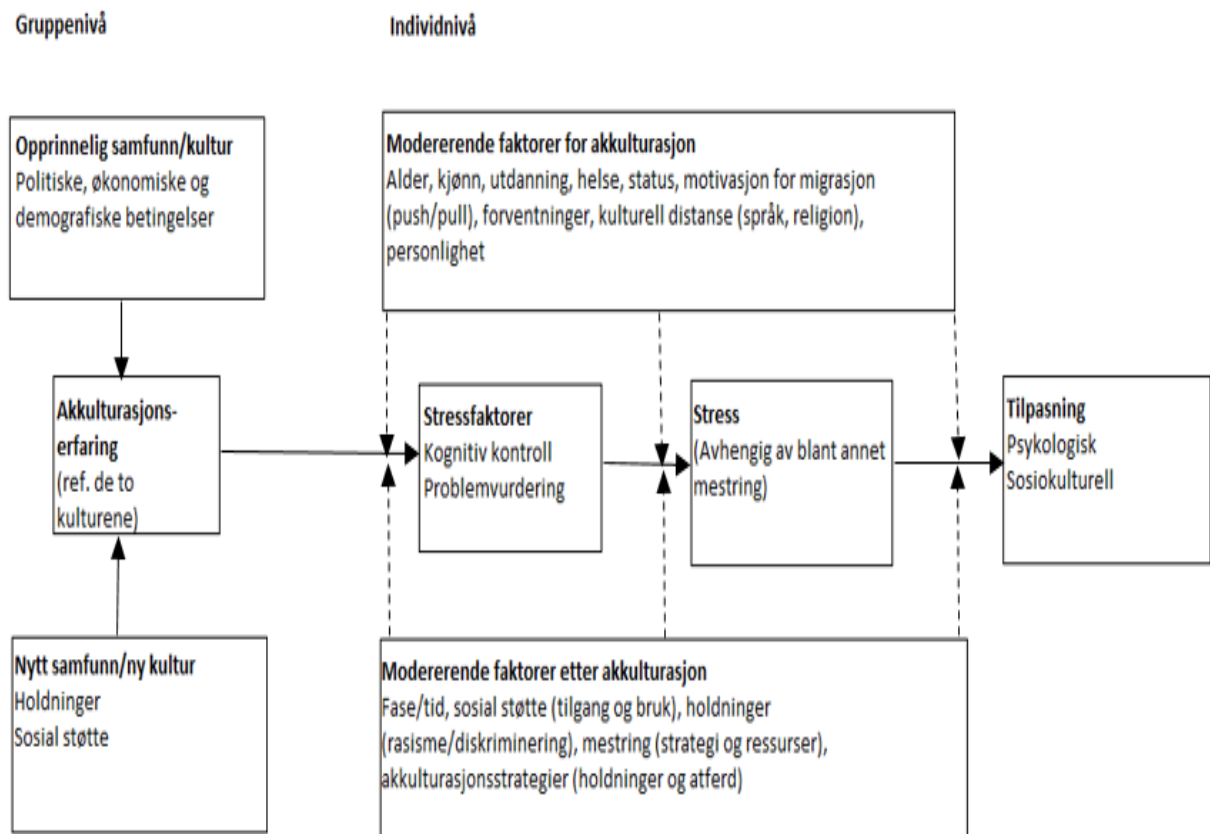 Gruppenivå
Individnivå
Opprinnelig samfunn/kultur
Politiske, økonomiske og
demografiske betingelser
Modererende faktorer for akkulturasjon
Alder, kjønn, utdanning, helse, status, motivasjon for migrasjon
(push/pull), forventninger, kulturell distanse (språk, religion),
personlighet
Akkulturasjons-
erfaring
(ref. de to
kulturene)
Stressfaktorer
Kognitiv kontroll
Problemvurdering
Stress
(Avhengig av blant annet
mestring)
Tilpasning
Psykologisk
Sosiokulturell
Nytt samfunn/ny kultur
Holdninger
Sosial støtte
Modererende faktorer etter akkulturasjon
Fase/tid, sosial støtte (tilgang og bruk), holdninger
(rasisme/diskriminering), mestring (strategi og ressurser),
akkulturasjonsstrategier (holdninger og atferd)